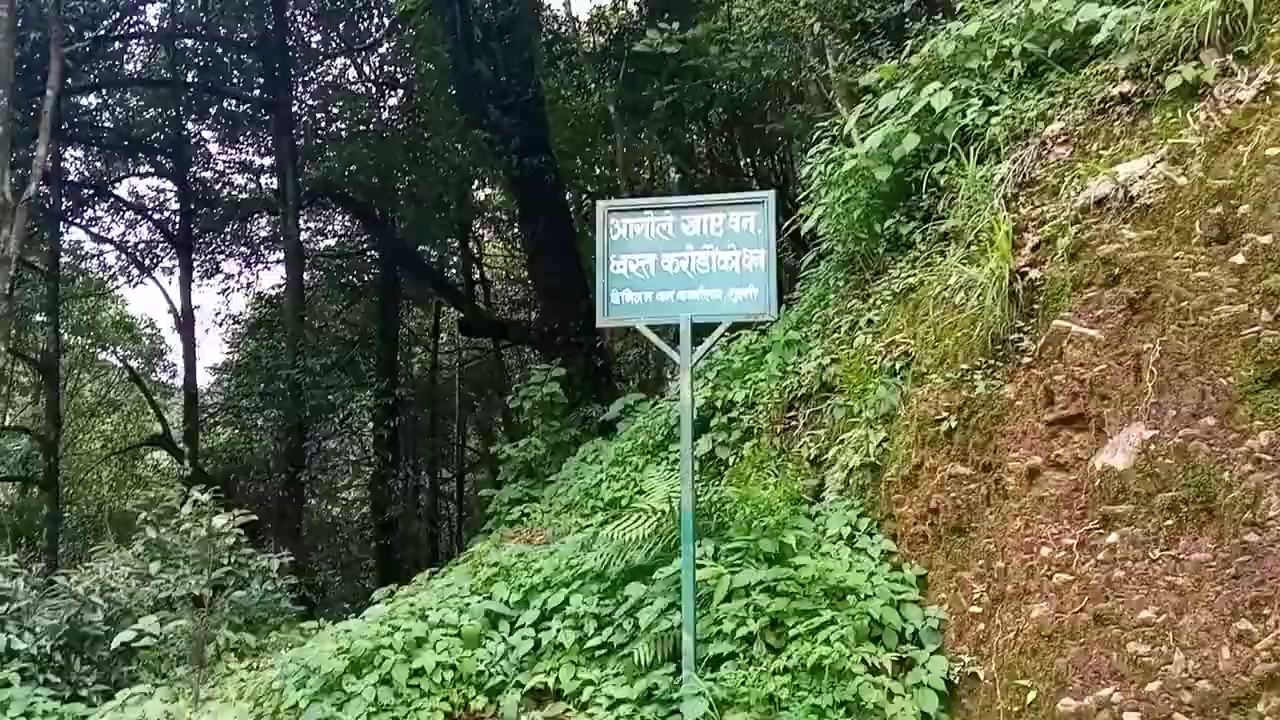 आगोले खाए वन,
ध्वस्त करोडौंको धन
डिभिजन वन कार्यालय